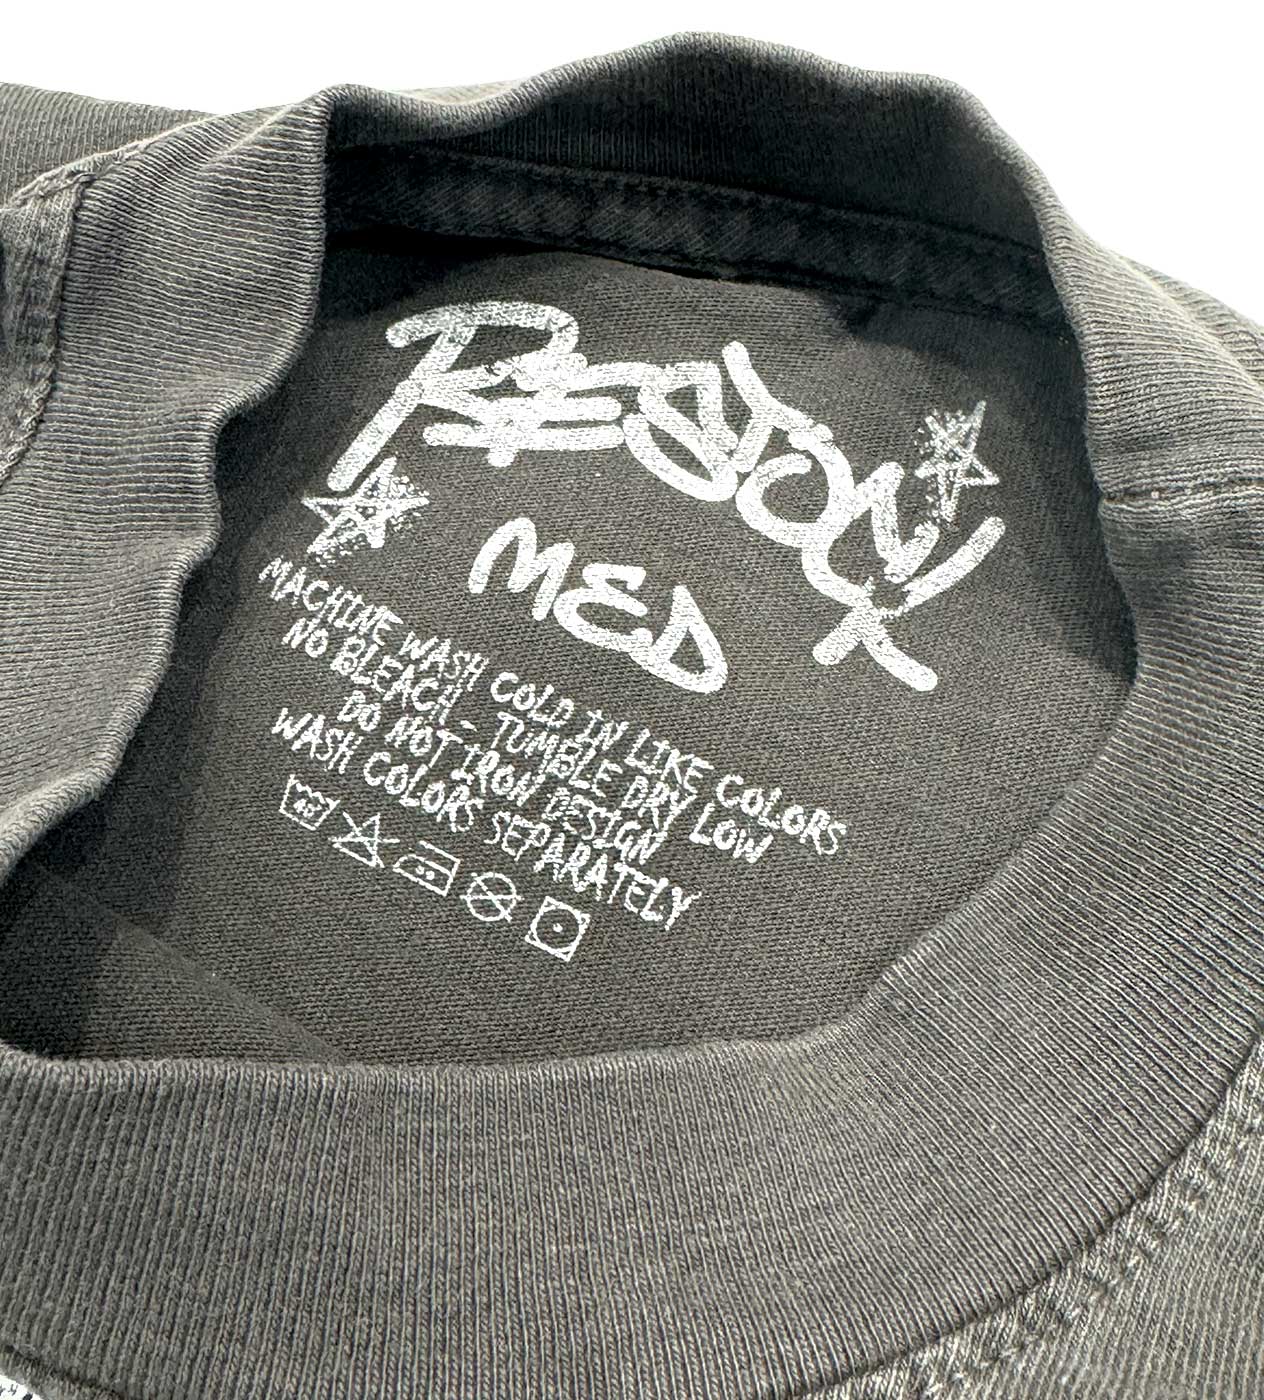 MED
MACHINE WASH COLD IN LIKE COLORS
NO BLEACH - TUMBLE DRY LOW
DO NOT IRON DESIGN
WASH COLORS SEPARATELY